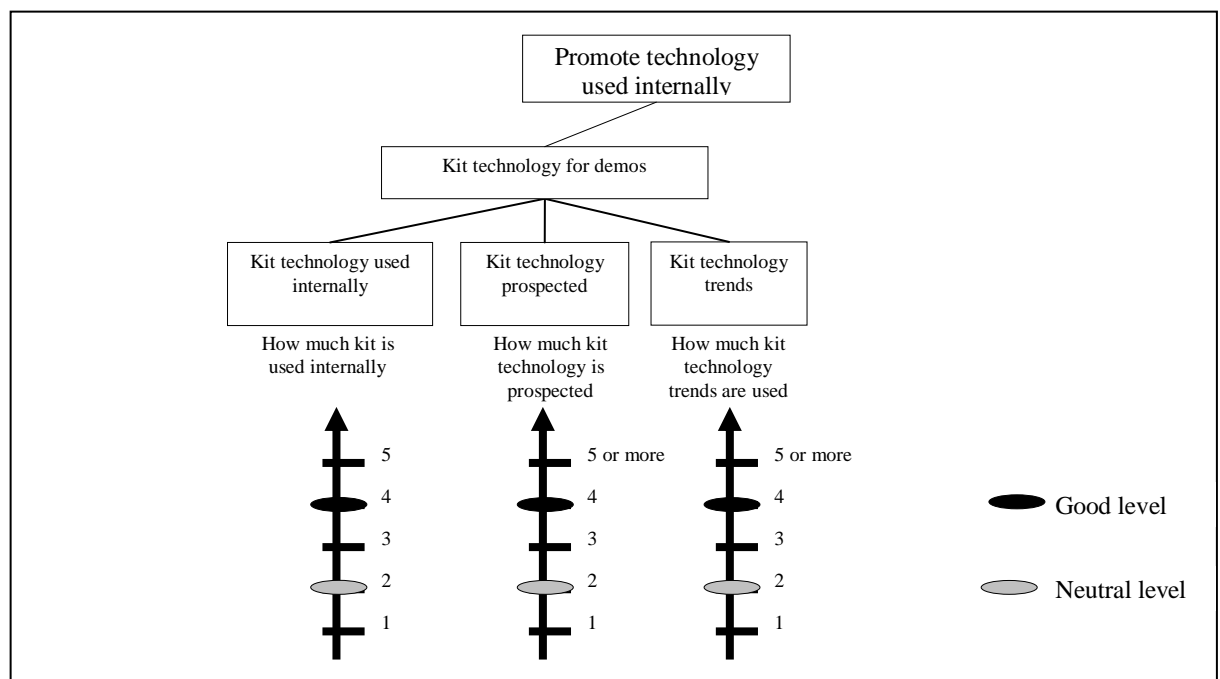 Promote technology
used internally
Kit technology for demos
Kit technology used
internally
Kit technology
prospected
Kit technology
trends
How much kit is
used internally
How much kit
technology is
prospected
How much kit
technology
trends are used
5
4
3
2
1
5 or more
4
3
2
1
5 or more
4
3
2
1
Good level
Neutral level